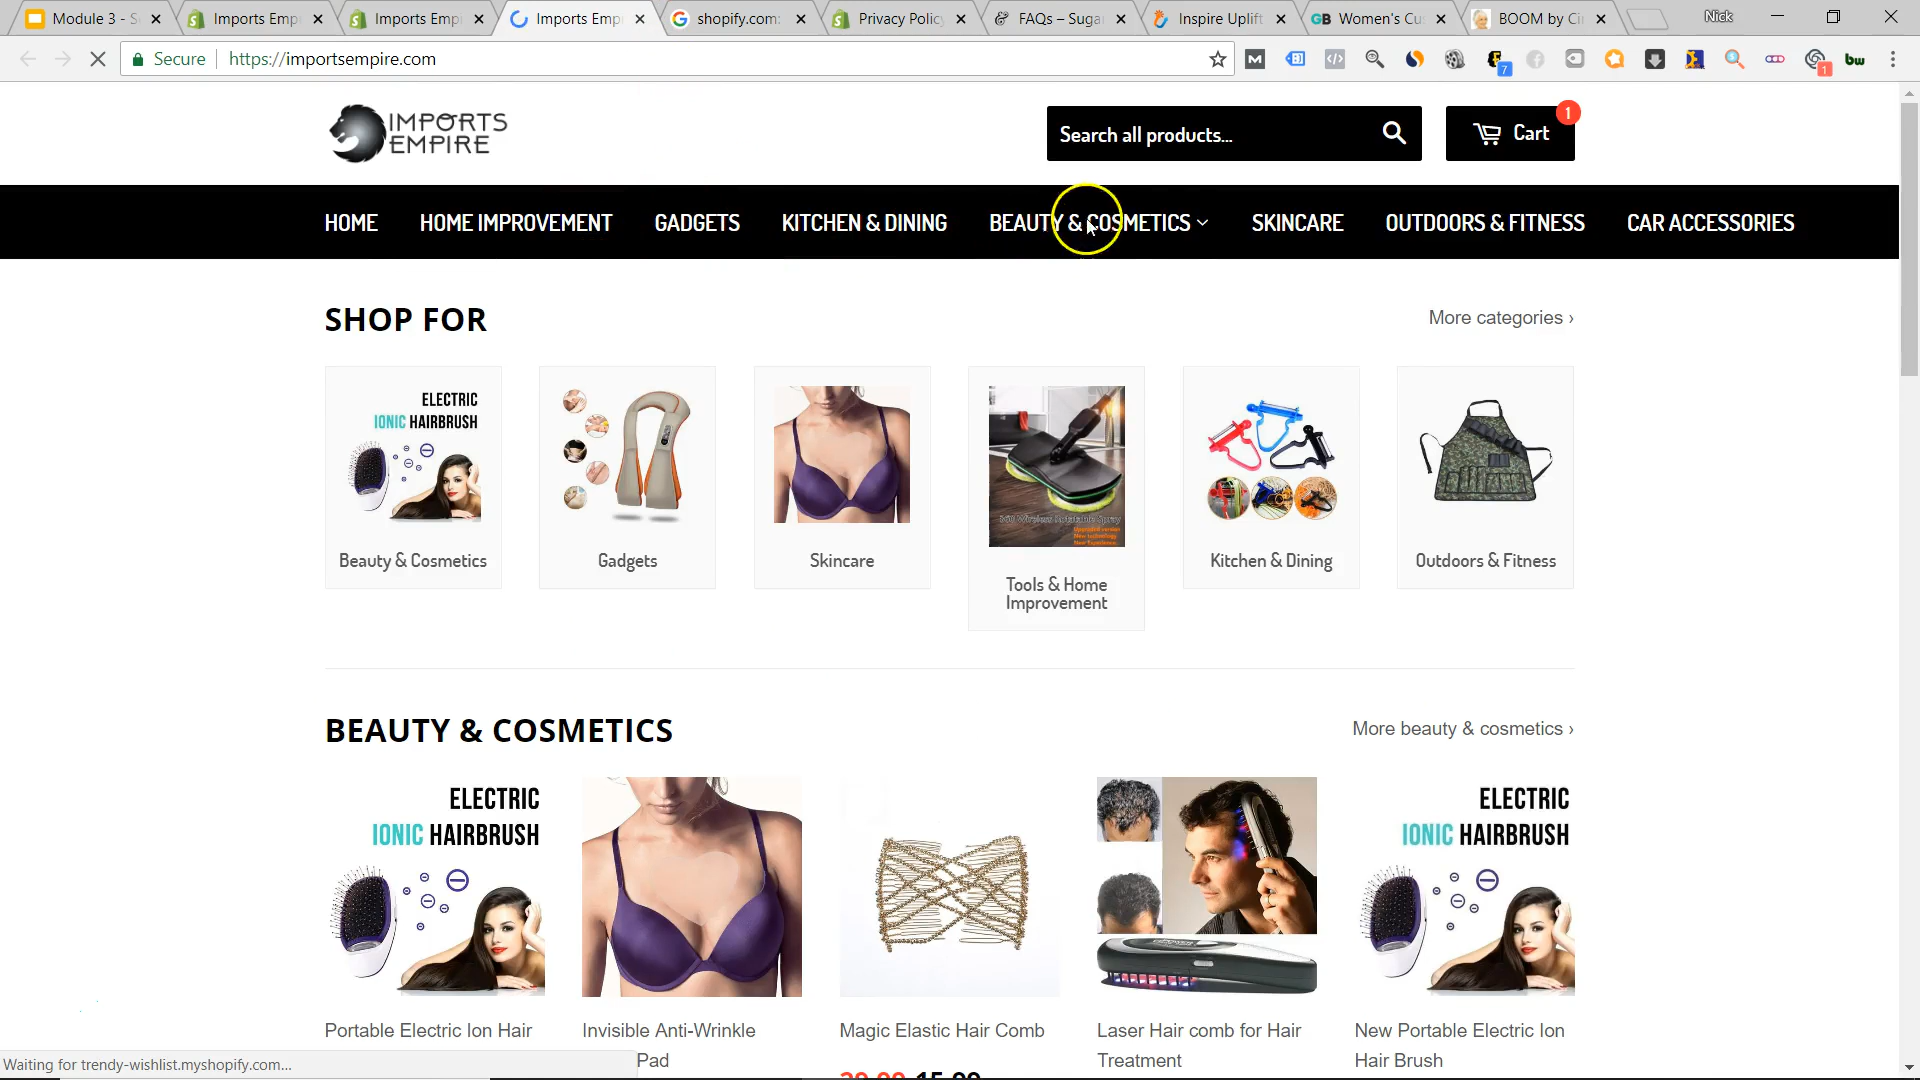 Module 3 - S
Imports Emp
Imports Emp
Imports Emp
shopify.com:
Privacy Policy
FAQs – Suga
Inspire Uplift
GB Women's Cu
BOOM by Ci
Nick
Secure
https://importsempire.com
7
1
bw
IMPORTS
EMPIRE
Search all products...
Cart
1
HOME
HOME IMPROVEMENT
GADGETS
KITCHEN & DINING
BEAUTY & COSMETICS
SKINCARE
OUTDOORS & FITNESS
CAR ACCESSORIES
SHOP FOR
More categories ›
ELECTRIC
IONIC HAIRBRUSH
Beauty & Cosmetics
Gadgets
Skincare
Tools & Home
Improvement
Kitchen & Dining
Outdoors & Fitness
BEAUTY & COSMETICS
More beauty & cosmetics ›
ELECTRIC
IONIC HAIRBRUSH
ELECTRIC
IONIC HAIRBRUSH
Portable Electric Ion Hair
Invisible Anti-Wrinkle
Pad
Magic Elastic Hair Comb
Laser Hair comb for Hair
Treatment
New Portable Electric Ion
Hair Brush
Waiting for trendy-wishlist.myshopify.com...